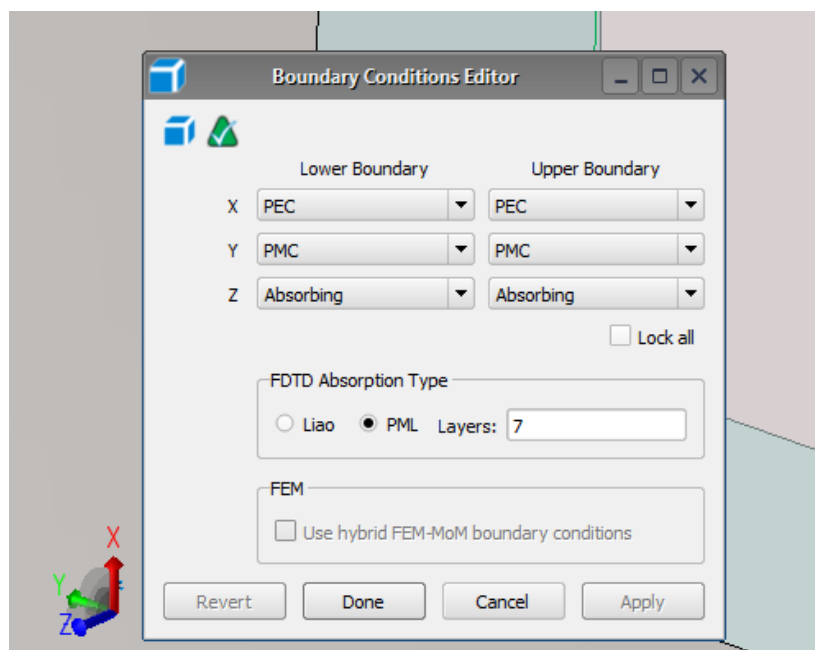 Boundary Conditions Editor
Lower Boundary Upper Boundary
X PEC PEC
Y PMC PMC
Z Absorbing Absorbing
Lock all
FDTD Absorption Type
Liao PML Layers: 7
FEM
Use hybrid FEM-MoM boundary conditions
X
Y
Z
Revert Done Cancel Apply